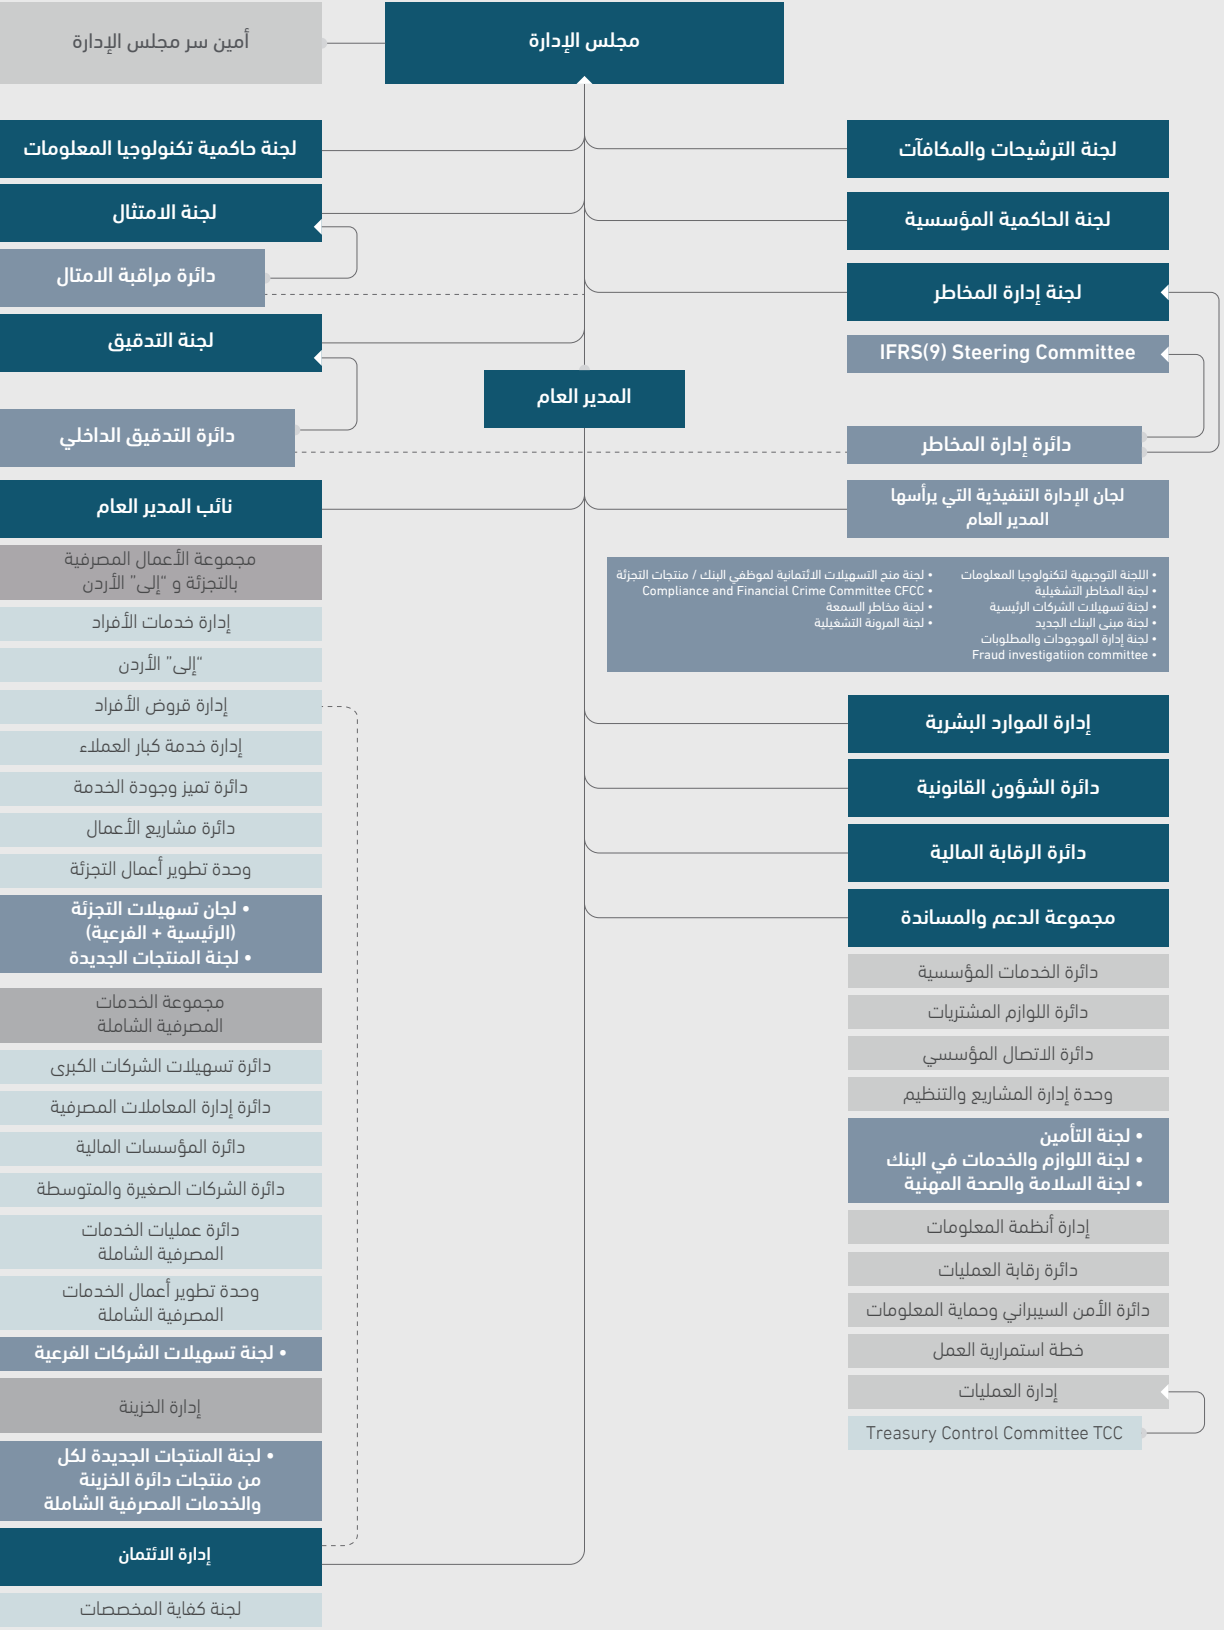 مجلس الإدارة
أمين سر مجلس الإدارة
لجنة الترشيحات والمكافآت
لجنة الحاكمية المؤسسية
لجنة إدارة المخاطر
IFRS(9) Steering Committee
دائرة إدارة المخاطر
لجنة حاكمية تكنولوجيا المعلومات
لجنة الامتثال
دائرة مراقبة الامتال
لجنة التدقيق
دائرة التدقيق الداخلي
المدير العام
لجان الإدارة التنفيذية التي يرأسها
المدير العام
• اللجنة التوجيهية لتكنولوجيا المعلومات
• لجنة المخاطر التشغيلية
• لجنة تسهيلات الشركات الرئيسية
• لجنة مبنى البنك الجديد
• لجنة إدارة الموجودات والمطلوبات
Fraud investigatiion committee •
• لجنة منح التسهيلات الائتمانية لموظفي البنك / منتجات التجزئة
Compliance and Financial Crime Committee CFCC •
• لجنة مخاطر السمعة
• لجنة المرونة التشغيلية
إدارة الموارد البشرية
دائرة الشؤون القانونية
دائرة الرقابة المالية
مجموعة الدعم والمساندة
دائرة الخدمات المؤسسية
دائرة اللوازم المشتريات
دائرة الاتصال المؤسسي
وحدة إدارة المشاريع والتنظيم
• لجنة التأمين
• لجنة اللوازم والخدمات في البنك
• لجنة السلامة والصحة المهنية
إدارة أنظمة المعلومات
دائرة رقابة العمليات
دائرة الأمن السيبراني وحماية المعلومات
خطة استمرارية العمل
إدارة العمليات
Treasury Control Committee TCC
نائب المدير العام
مجموعة الأعمال المصرفية
بالتجزئة و "إلى" الأردن
إدارة خدمات الأفراد
"إلى" الأردن
إدارة قروض الأفراد
إدارة خدمة كبار العملاء
دائرة تميز وجودة الخدمة
دائرة مشاريع الأعمال
وحدة تطوير أعمال التجزئة
• لجان تسهيلات التجزئة
(الرئيسية + الفرعية)
• لجنة المنتجات الجديدة
مجموعة الخدمات
المصرفية الشاملة
دائرة تسهيلات الشركات الكبرى
دائرة إدارة المعاملات المصرفية
دائرة المؤسسات المالية
دائرة الشركات الصغيرة والمتوسطة
دائرة عمليات الخدمات
المصرفية الشاملة
وحدة تطوير أعمال الخدمات
المصرفية الشاملة
• لجنة تسهيلات الشركات الفرعية
إدارة الخزينة
• لجنة المنتجات الجديدة لكل
من منتجات دائرة الخزينة
والخدمات المصرفية الشاملة
إدارة الائتمان
لجنة كفاية المخصصات